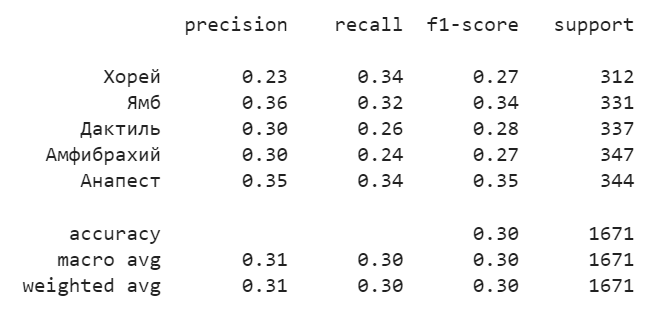 precision recall f1-score support
Хорей 0.23 0.34 0.27 312
Ямб 0.36 0.32 0.34 331
Дактиль 0.30 0.26 0.28 337
Амфибрахий 0.30 0.24 0.27 347
Анапест 0.35 0.34 0.35 344
accuracy 0.30 1671
macro avg 0.31 0.30 0.30 1671
weighted avg 0.31 0.30 0.30 1671